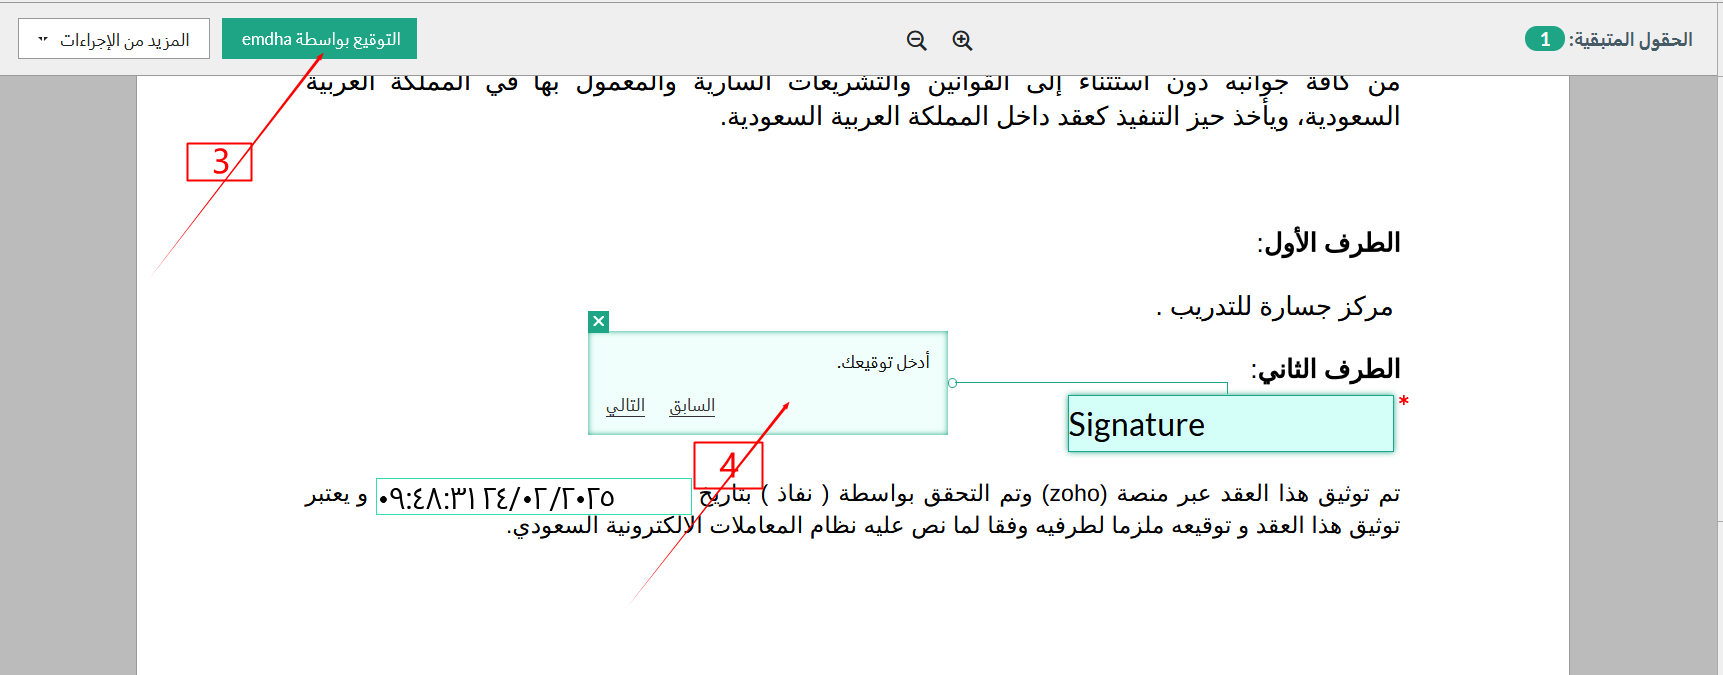 الحقول المتبقية: 1
التوقيع بواسطة emdha
المزيد من الإجراءات
من كافة جوانبه دون استثناء إلى القوانين والتشريعات السارية والمعمول بها في المملكة العربية
السعودية، ويأخذ حيز التنفيذ كعقد داخل المملكة العربية السعودية.
3
الطرف الأول:
مركز جسارة للتدريب .
الطرف الثاني:
أدخل توقيعك.
السابق التالي
Signature *
4
تم توثيق هذا العقد عبر منصة (zoho) وتم التحقق بواسطة ( نفاذ ) بتاريخ ٢٤/٠٢/٢٠٢٥ ٠٩:٤٨:٣١ و يعتبر
توثيق هذا العقد و توقيعه ملزما لطرفيه وفقا لما نص عليه نظام المعاملات الالكترونية السعودي.